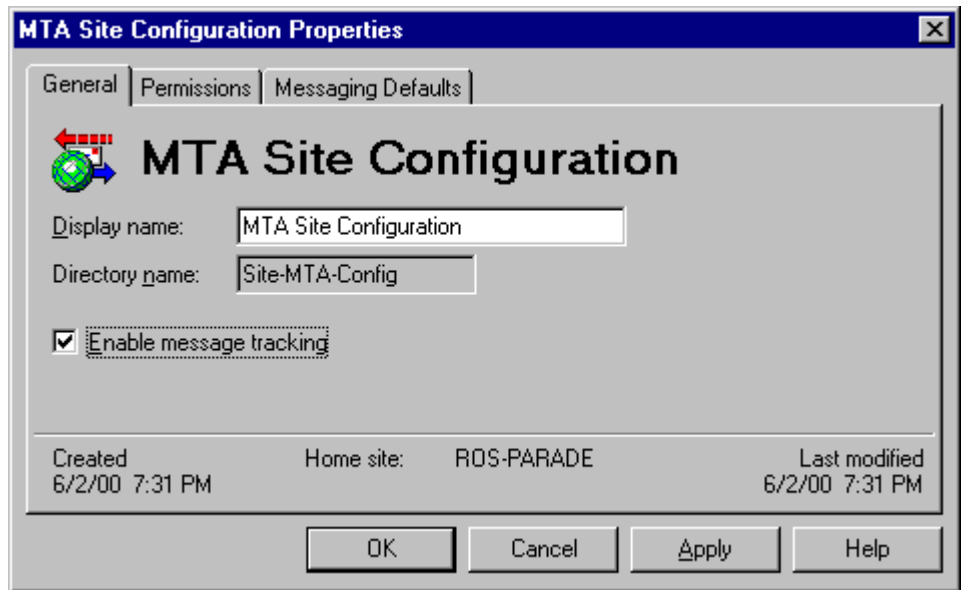 MTA Site Configuration Properties
General Permissions Messaging Defaults
MTA Site Configuration
Display name: MTA Site Configuration
Directory name: Site-MTA-Config
Enable message tracking
Created Home site: ROS-PARADE Last modified
6/2/00 7:31 PM 6/2/00 7:31 PM
OK Cancel Apply Help